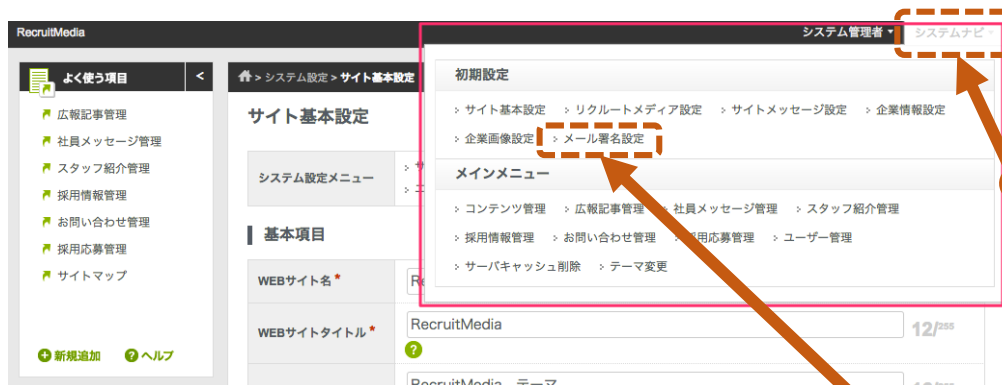 RecruitMedia
システム管理者 ▾
システムナビ ▾
よく使う項目 <
広報記事管理
社員メッセージ管理
スタッフ紹介管理
採用情報管理
お問い合わせ管理
採用応募管理
サイトマップ
新規追加 ヘルプ
> システム設定 > サイト基本設定
サイト基本設定
システム設定メニュー
基本項目
WEBサイト名*
WEBサイトタイトル*
RecruitMedia
12/255
RecruitMedia テーマ
初期設定
> サイト基本設定 > リクルートメディア設定 > サイトメッセージ設定 > 企業情報設定
> 企業画像設定 > メール署名設定
メインメニュー
> コンテンツ管理 > 広報記事管理 > 社員メッセージ管理 > スタッフ紹介管理
> 採用情報管理 > お問い合わせ管理 > 採用応募管理 > ユーザー管理
> サーバキャッシュ削除 > テーマ変更